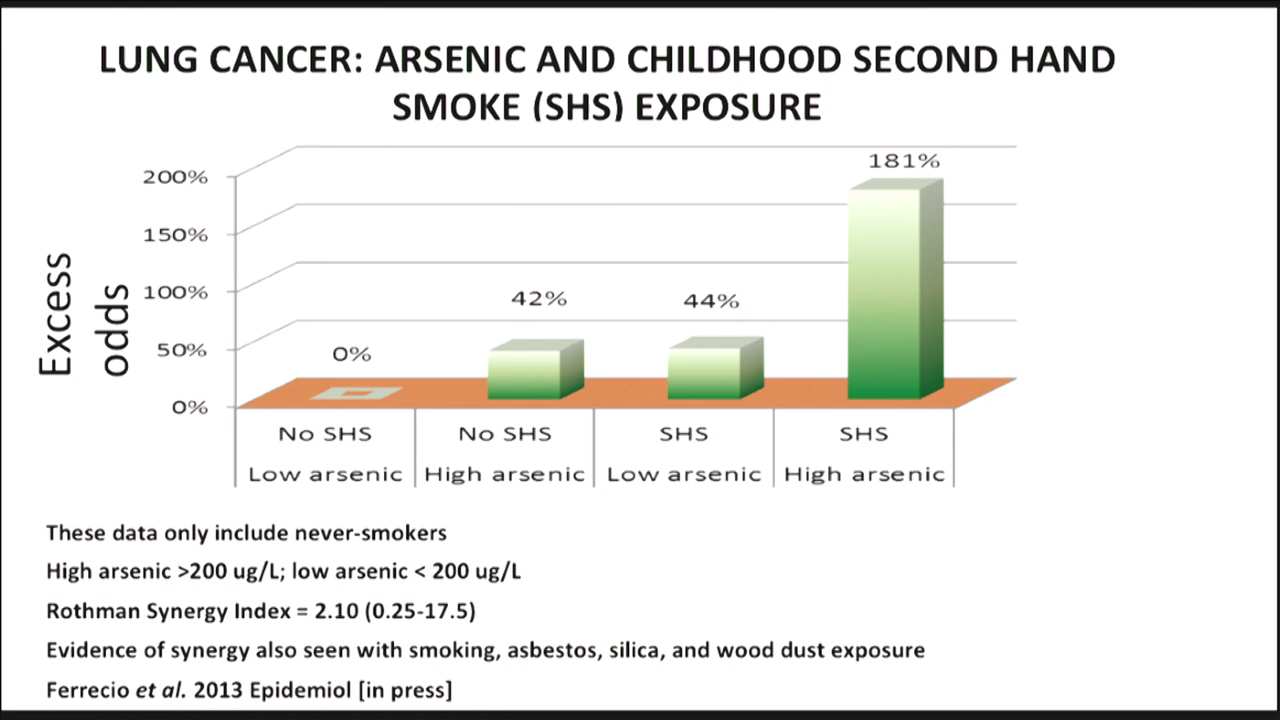 LUNG CANCER: ARSENIC AND CHILDHOOD SECOND HAND
SMOKE (SHS) EXPOSURE
Excess
odds
200%
150%
100%
50%
0%
0%
42%
44%
181%
No SHS
No SHS
SHS
SHS
Low arsenic
High arsenic
Low arsenic
High arsenic
These data only include never-smokers
High arsenic >200 ug/L; low arsenic < 200 ug/L
Rothman Synergy Index = 2.10 (0.25-17.5)
Evidence of synergy also seen with smoking, asbestos, silica, and wood dust exposure
Ferrecio et al. 2013 Epidemiol [in press]